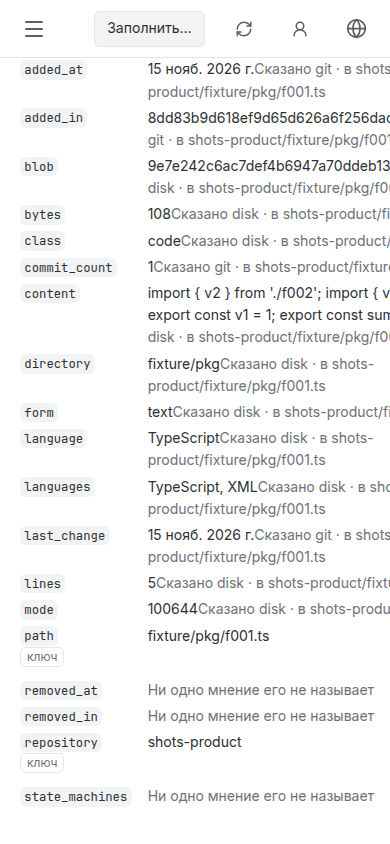 Заполнить...
added_at 15 нояб. 2026 г.Сказано git · в shots-
product/fixture/pkg/f001.ts
added_in 8dd83b9d618ef9d65d626a6f256dac
git · в shots-product/fixture/pkg/f001
blob 9e7e242c6ac7def4b6947a70ddeb13
disk · в shots-product/fixture/pkg/f00
bytes 108Сказано disk · в shots-product/fi
class codeСказано disk · в shots-product/f
commit_count 1Сказано git · в shots-product/fixture
content import { v2 } from './f002'; import { v
export const v1 = 1; export const sum
disk · в shots-product/fixture/pkg/f00
directory fixture/pkgСказано disk · в shots-
product/fixture/pkg/f001.ts
form textСказано disk · в shots-product/fi
language TypeScriptСказано disk · в shots-
product/fixture/pkg/f001.ts
languages TypeScript, XMLСказано disk · в sho
product/fixture/pkg/f001.ts
last_change 15 нояб. 2026 г.Сказано git · в shots-
product/fixture/pkg/f001.ts
lines 5Сказано disk · в shots-product/fixtu
mode 100644Сказано disk · в shots-produ
path fixture/pkg/f001.ts
ключ
removed_at Ни одно мнение его не называет
removed_in Ни одно мнение его не называет
repository shots-product
ключ
state_machines Ни одно мнение его не называет